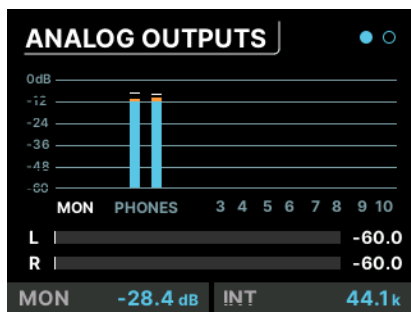 ANALOG OUTPUTS
0dB
-12
-24
-36
-48
-60
MON PHONES 3 4 5 6 7 8 9 10
L -60.0
R -60.0
MON -28.4 dB INT 44.1k